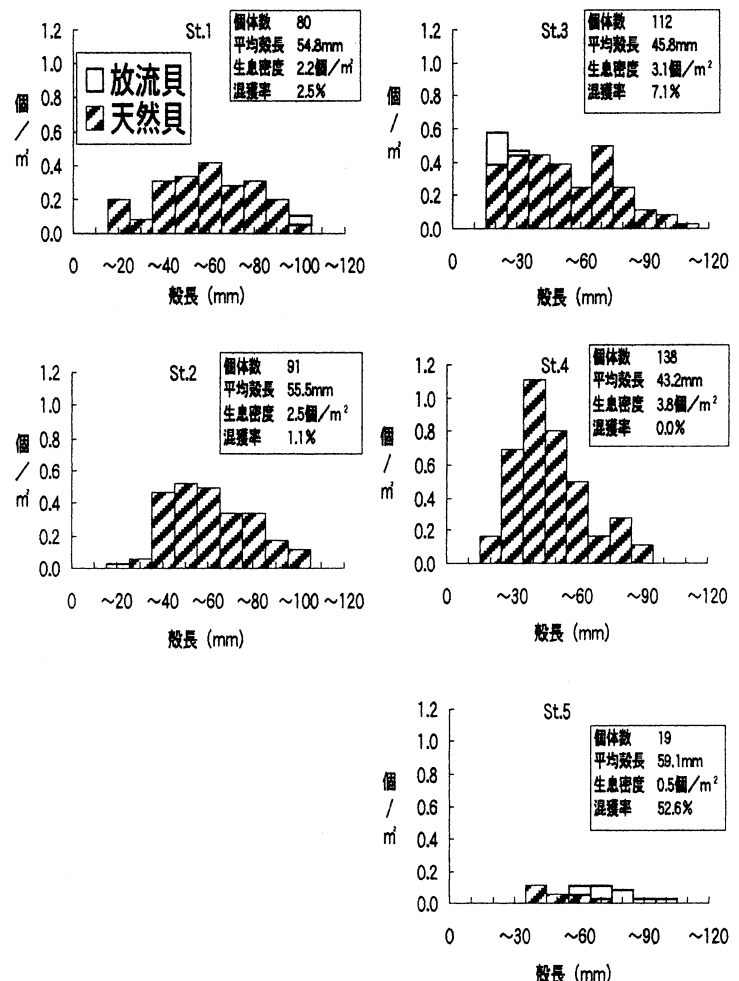 St.1
個体数 80
平均殻長 54.8mm
生息密度 2.2個/㎡
混獲率 2.5%
放流貝
天然貝
個/㎡
1.2
1.0
0.8
0.6
0.4
0.2
0.0
0 ~20 ~40 ~60 ~80 ~100 ~120
殻長 (mm)
St.3
個体数 112
平均殻長 45.8mm
生息密度 3.1個/m²
混獲率 7.1%
個/㎡
1.2
1.0
0.8
0.6
0.4
0.2
0.0
0 ~30 ~60 ~90 ~120
殻長 (mm)
St.2
個体数 91
平均殻長 55.5mm
生息密度 2.5個/m²
混獲率 1.1%
個/㎡
1.2
1.0
0.8
0.6
0.4
0.2
0.0
0 ~20 ~40 ~60 ~80 ~100 ~120
殻長 (mm)
St.4
個体数 138
平均殻長 43.2mm
生息密度 3.8個/m²
混獲率 0.0%
個/㎡
1.2
1.0
0.8
0.6
0.4
0.2
0.0
0 ~30 ~60 ~90 ~120
殻長 (mm)
St.5
個体数 19
平均殻長 59.1mm
生息密度 0.5個/m²
混獲率 52.6%
個/㎡
1.2
1.0
0.8
0.6
0.4
0.2
0.0
0 ~30 ~60 ~90 ~120
殻長 (mm)